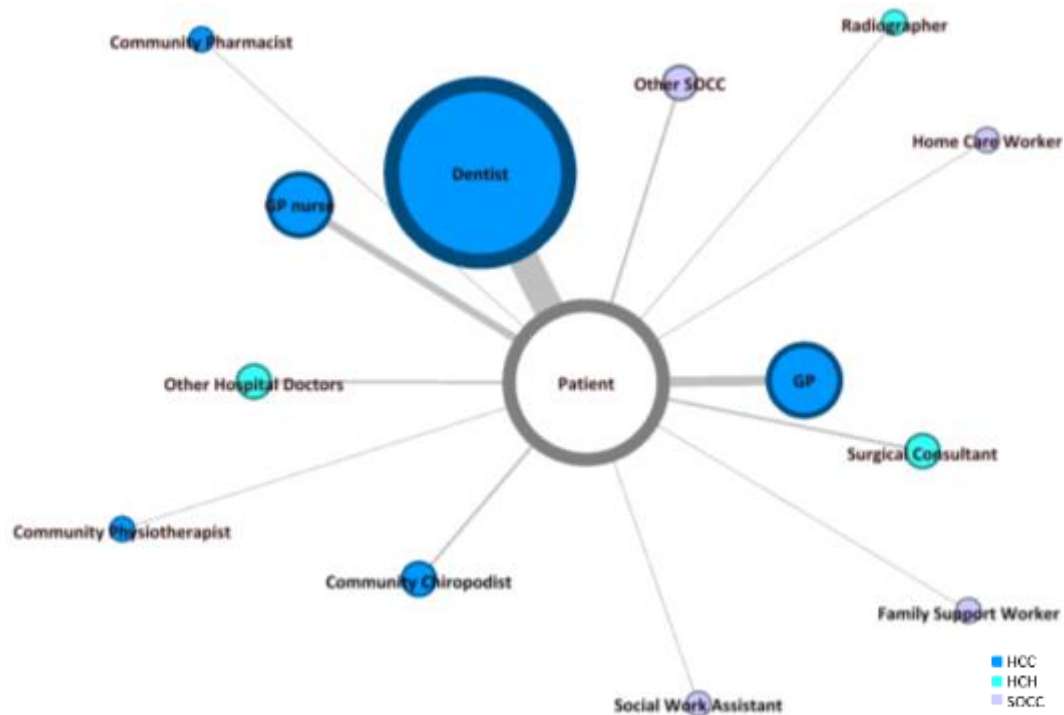 Radiographer
Community Pharmacist
Other SOCC
Home Care Worker
Dentist
GP nurse
Other Hospital Doctors
Patient
GP
Surgical Consultant
Community Physiotherapist
Community Chiropodist
Family Support Worker
Social Work Assistant
HCC
HCH
SOCC